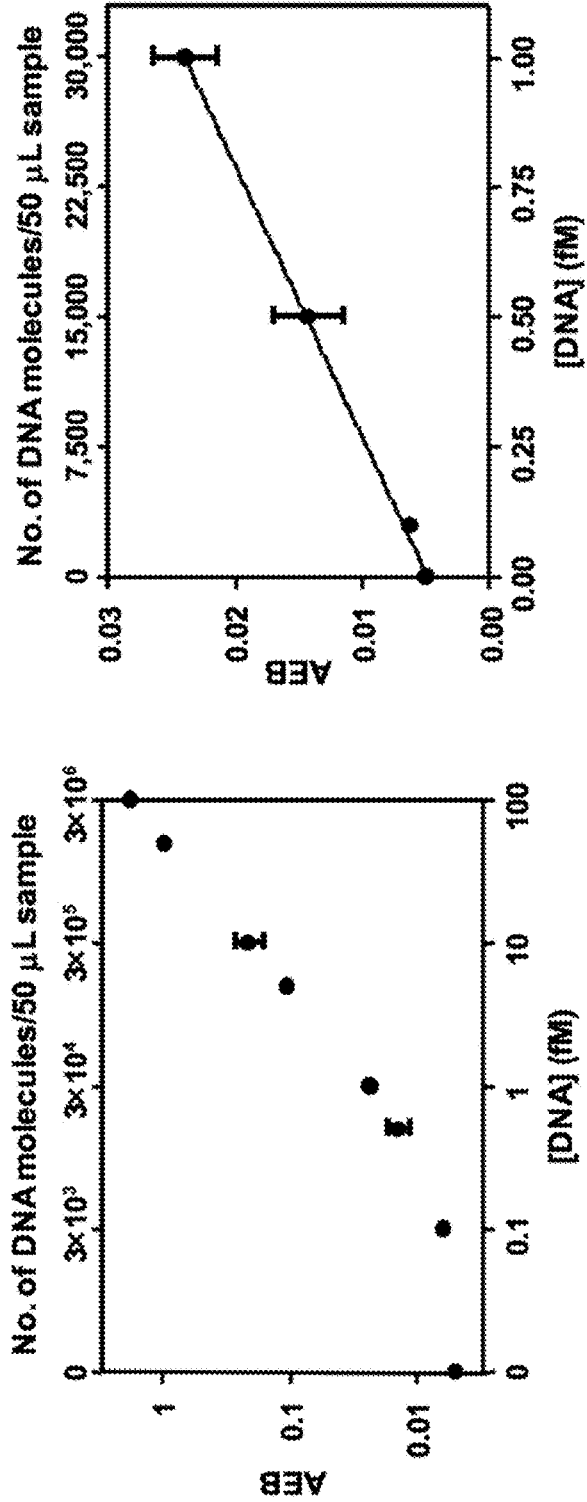 No. of DNA molecules/50 μL sample
0 3×10³ 3×10⁴ 3×10⁵ 3×10⁶
1
0.1
0.01
AEB
0 0.1 1 10 100
[DNA] (fM)
No. of DNA molecules/50 μL sample
0 7,500 15,000 22,500 30,000
0.03
0.02
0.01
0.00
AEB
0.00 0.25 0.50 0.75 1.00
[DNA] (fM)